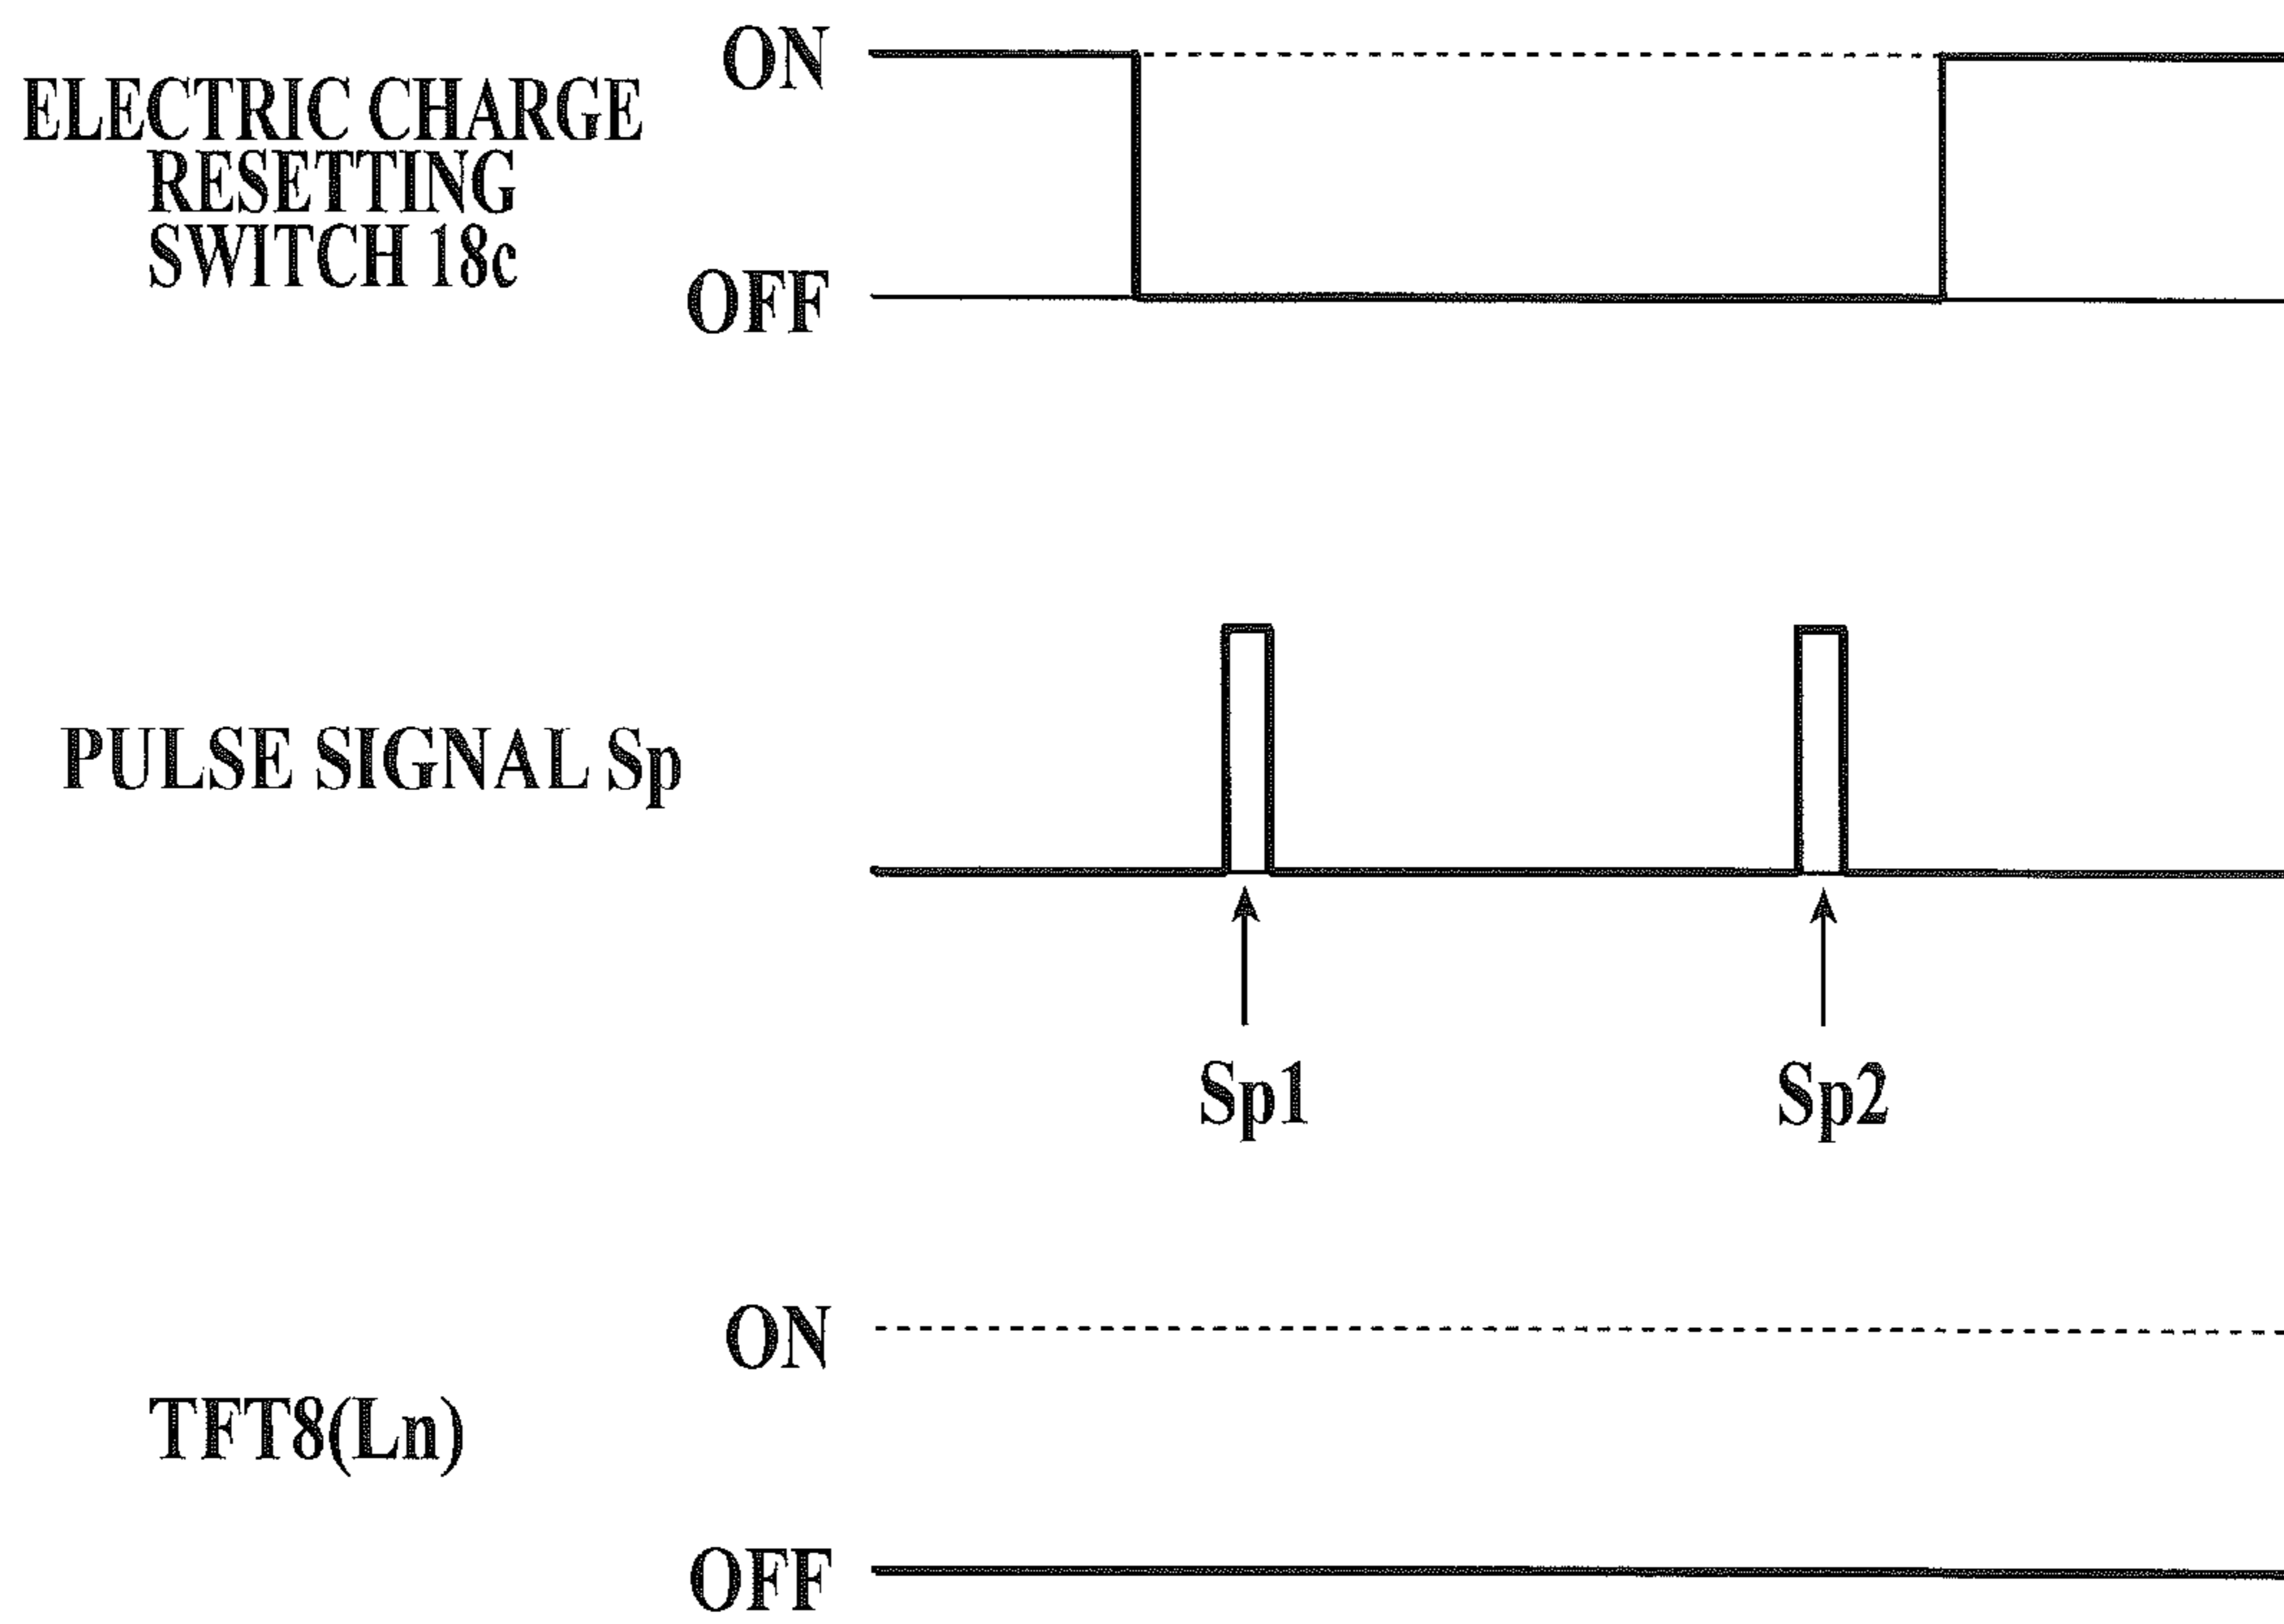 ON
ELECTRIC CHARGE
RESETTING
SWITCH 18c
OFF
PULSE SIGNAL Sp
Sp1
Sp2
ON
TFT8(Ln)
OFF